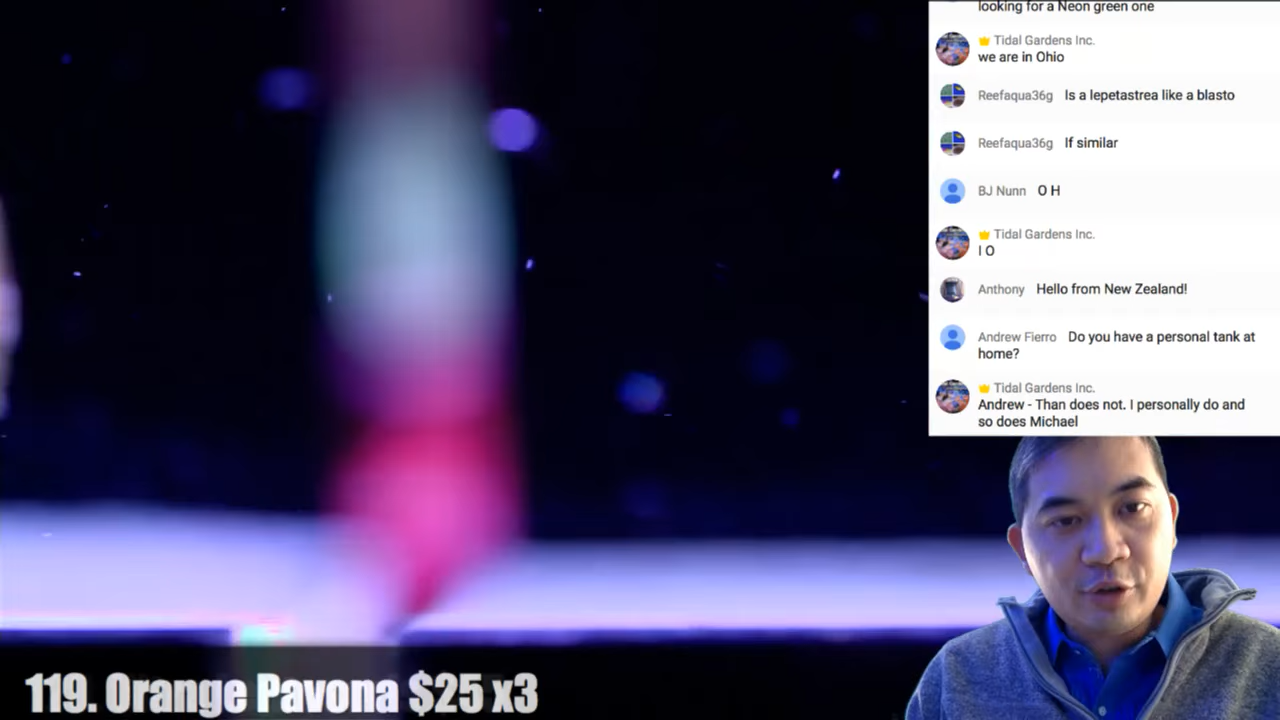 looking for a Neon green one
Tidal Gardens Inc.
we are in Ohio
Reefaqua36g Is a lepetastrea like a blasto
Reefaqua36g If similar
BJ Nunn O H
Tidal Gardens Inc.
I O
Anthony Hello from New Zealand!
Andrew Fierro Do you have a personal tank at
home?
Tidal Gardens Inc.
Andrew - Than does not. I personally do and
so does Michael
119. Orange Pavona $25 x3